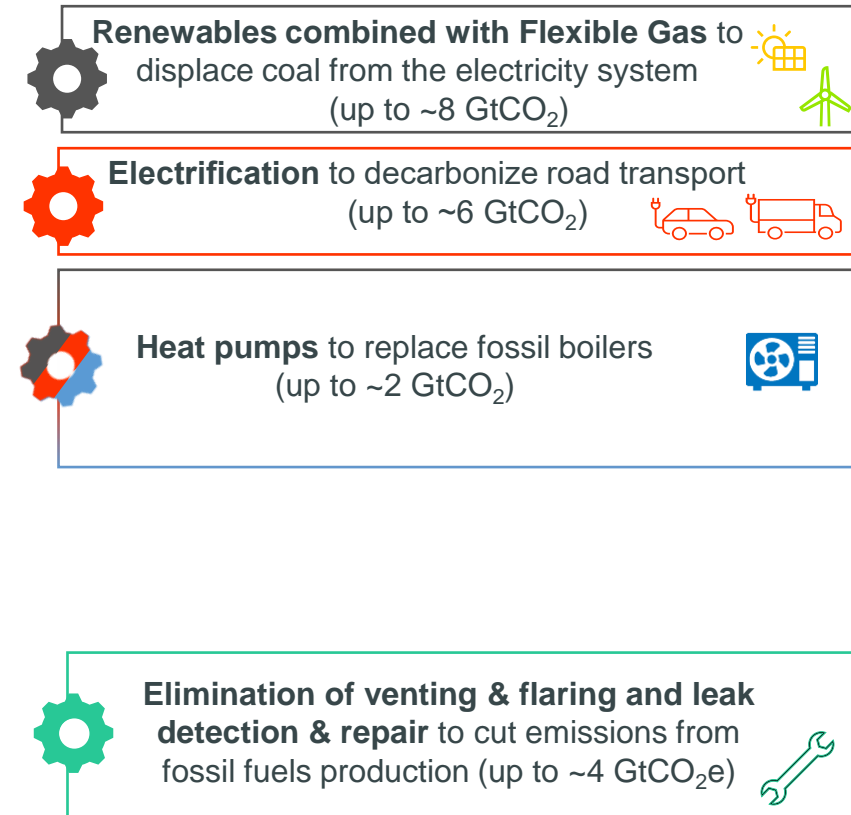 Renewables combined with Flexible Gas to
displace coal from the electricity system
(up to ~8 GtCO₂)
Electrification to decarbonize road transport
(up to ~6 GtCO₂)
Heat pumps to replace fossil boilers
(up to ~2 GtCO₂)
Elimination of venting & flaring and leak
detection & repair to cut emissions from
fossil fuels production (up to ~4 GtCO₂e)